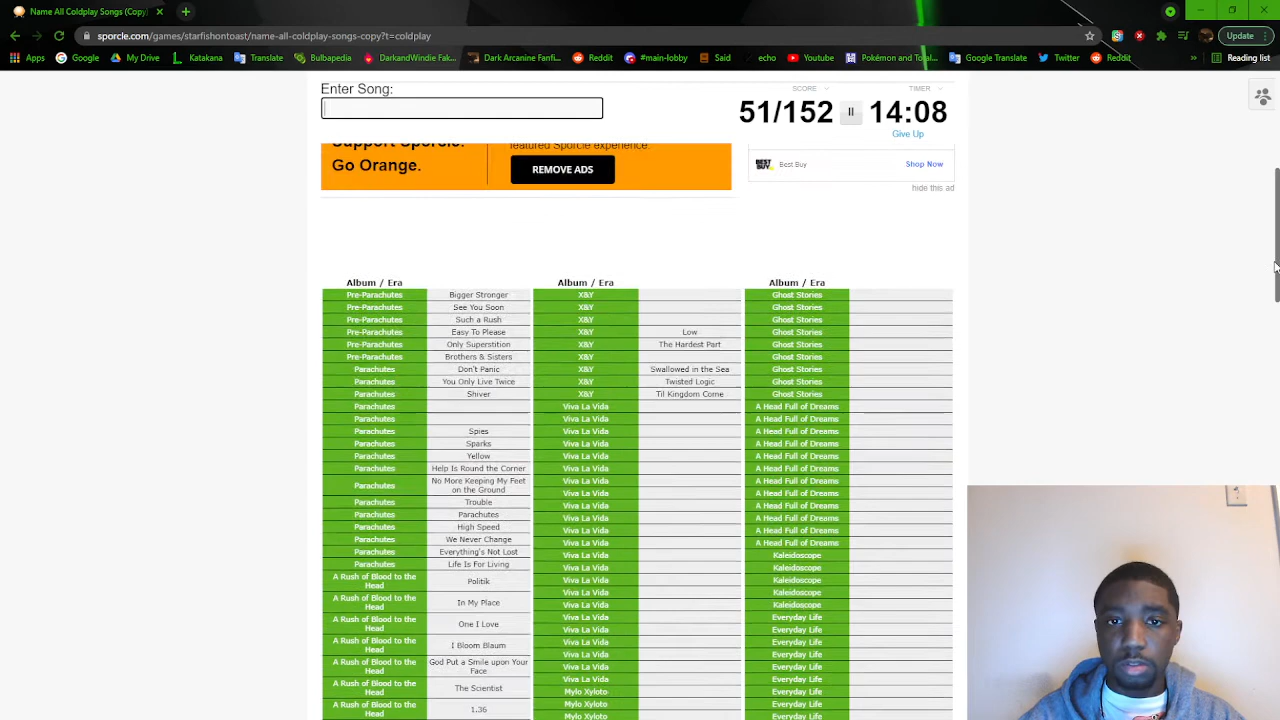 Name All Coldplay Songs (Copy)
sporcle.com/games/starfishontoast/name-all-coldplay-songs-copy?t=coldplay
Update
Apps Google My Drive Katakana Translate Bulbapedia DarkandWindie Fak... Dark Arcanine Fanfi... Reddit #main-lobby Said echo YouTube Pokémon and Total... Google Translate Twitter Reddit » Reading list
Enter Song:
SCORE TIMER
51/152 14:08
Give Up
Support Sporcle.
Go Orange.
featured Sporcle experience.
REMOVE ADS
BEST BUY Best Buy Shop Now
hide this ad
Album / Era Album / Era Album / Era
Pre-Parachutes Bigger Stronger X&Y Ghost Stories
Pre-Parachutes See You Soon X&Y Ghost Stories
Pre-Parachutes Such a Rush X&Y Ghost Stories
Pre-Parachutes Easy To Please X&Y Low Ghost Stories
Pre-Parachutes Only Superstition X&Y The Hardest Part Ghost Stories
Pre-Parachutes Brothers & Sisters X&Y Ghost Stories
Parachutes Don't Panic X&Y Swallowed in the Sea Ghost Stories
Parachutes You Only Live Twice X&Y Twisted Logic Ghost Stories
Parachutes Shiver X&Y Til Kingdom Come Ghost Stories
Parachutes Viva La Vida A Head Full of Dreams
Parachutes Viva La Vida A Head Full of Dreams
Parachutes Spies Viva La Vida A Head Full of Dreams
Parachutes Sparks Viva La Vida A Head Full of Dreams
Parachutes Yellow Viva La Vida A Head Full of Dreams
Parachutes Help Is Round the Corner Viva La Vida A Head Full of Dreams
Parachutes No More Keeping My Feet on the Ground Viva La Vida A Head Full of Dreams
Viva La Vida A Head Full of Dreams
Parachutes Trouble Viva La Vida A Head Full of Dreams
Parachutes Parachutes Viva La Vida A Head Full of Dreams
Parachutes High Speed Viva La Vida A Head Full of Dreams
Parachutes We Never Change Viva La Vida A Head Full of Dreams
Parachutes Everything's Not Lost Viva La Vida Kaleidoscope
Parachutes Life Is For Living Viva La Vida Kaleidoscope
A Rush of Blood to the Head Politik Viva La Vida Kaleidoscope
Viva La Vida Kaleidoscope
A Rush of Blood to the Head In My Place Viva La Vida Kaleidoscope
A Rush of Blood to the Head One I Love Viva La Vida Everyday Life
Viva La Vida Everyday Life
A Rush of Blood to the Head I Bloom Blaum Viva La Vida Everyday Life
Viva La Vida Everyday Life
A Rush of Blood to the Head God Put a Smile upon Your Face Viva La Vida Everyday Life
Viva La Vida Everyday Life
A Rush of Blood to the Head The Scientist Mylo Xyloto Everyday Life
A Rush of Blood to the Head 1.36 Mylo Xyloto Everyday Life
Mylo Xyloto Everyday Life